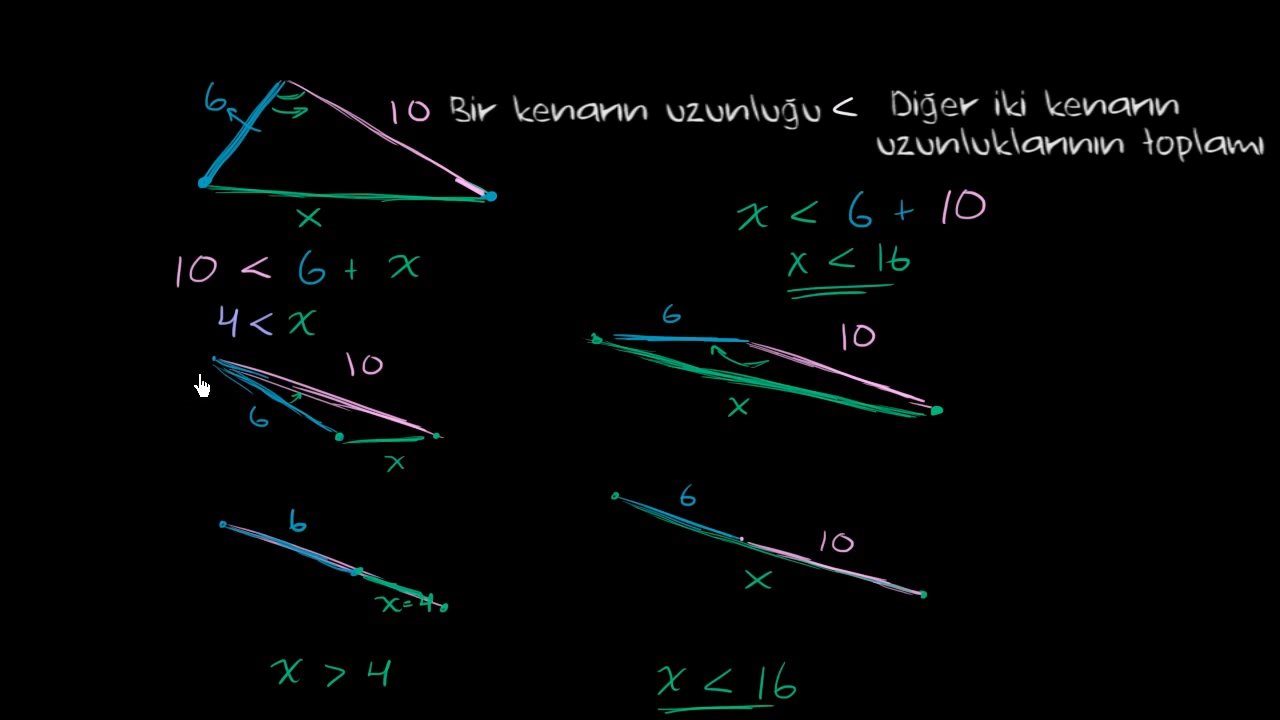 6
10
Bir kenarın uzunluğu < Diğer iki kenarın
uzunluklarının toplamı
x
x < 6 + 10
x < 16
10 < 6 + x
4 < x
10
6
x
6
10
x
6
x=4
6
10
x
x > 4
x < 16